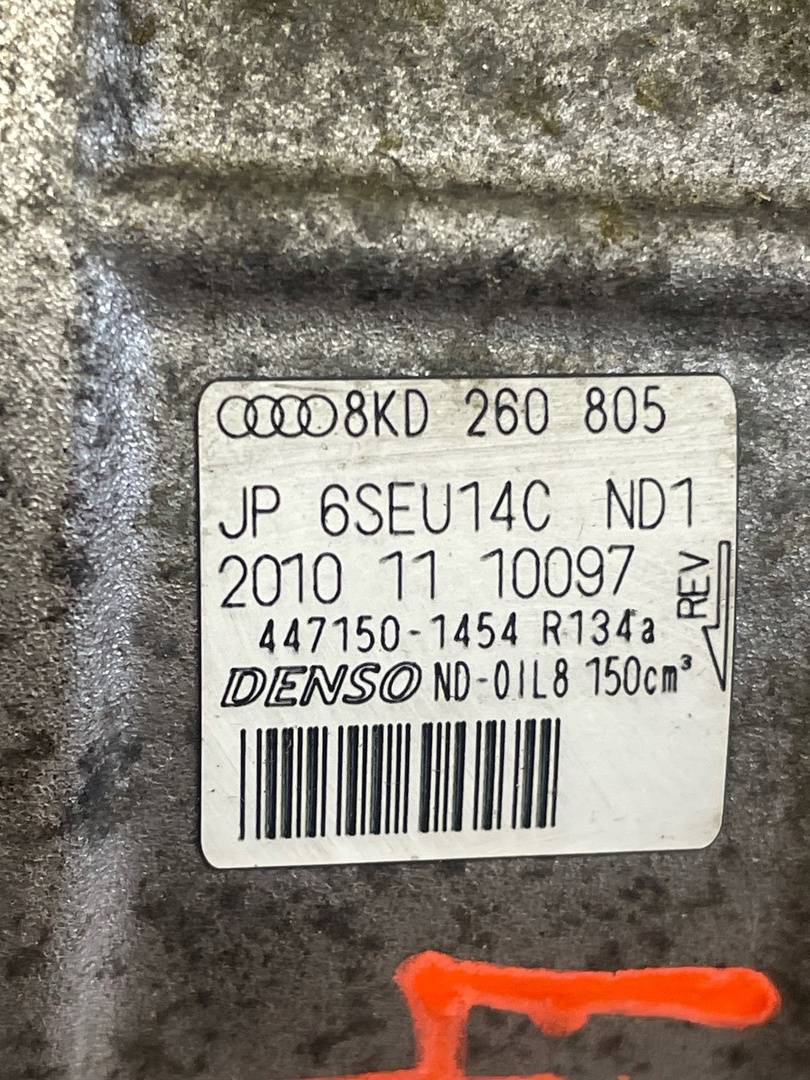 8KD 260 805
JP 6SEU14C ND1
2010 11 10097
REV
447150-1454 R134a
DENSO ND-OIL8 150cm³